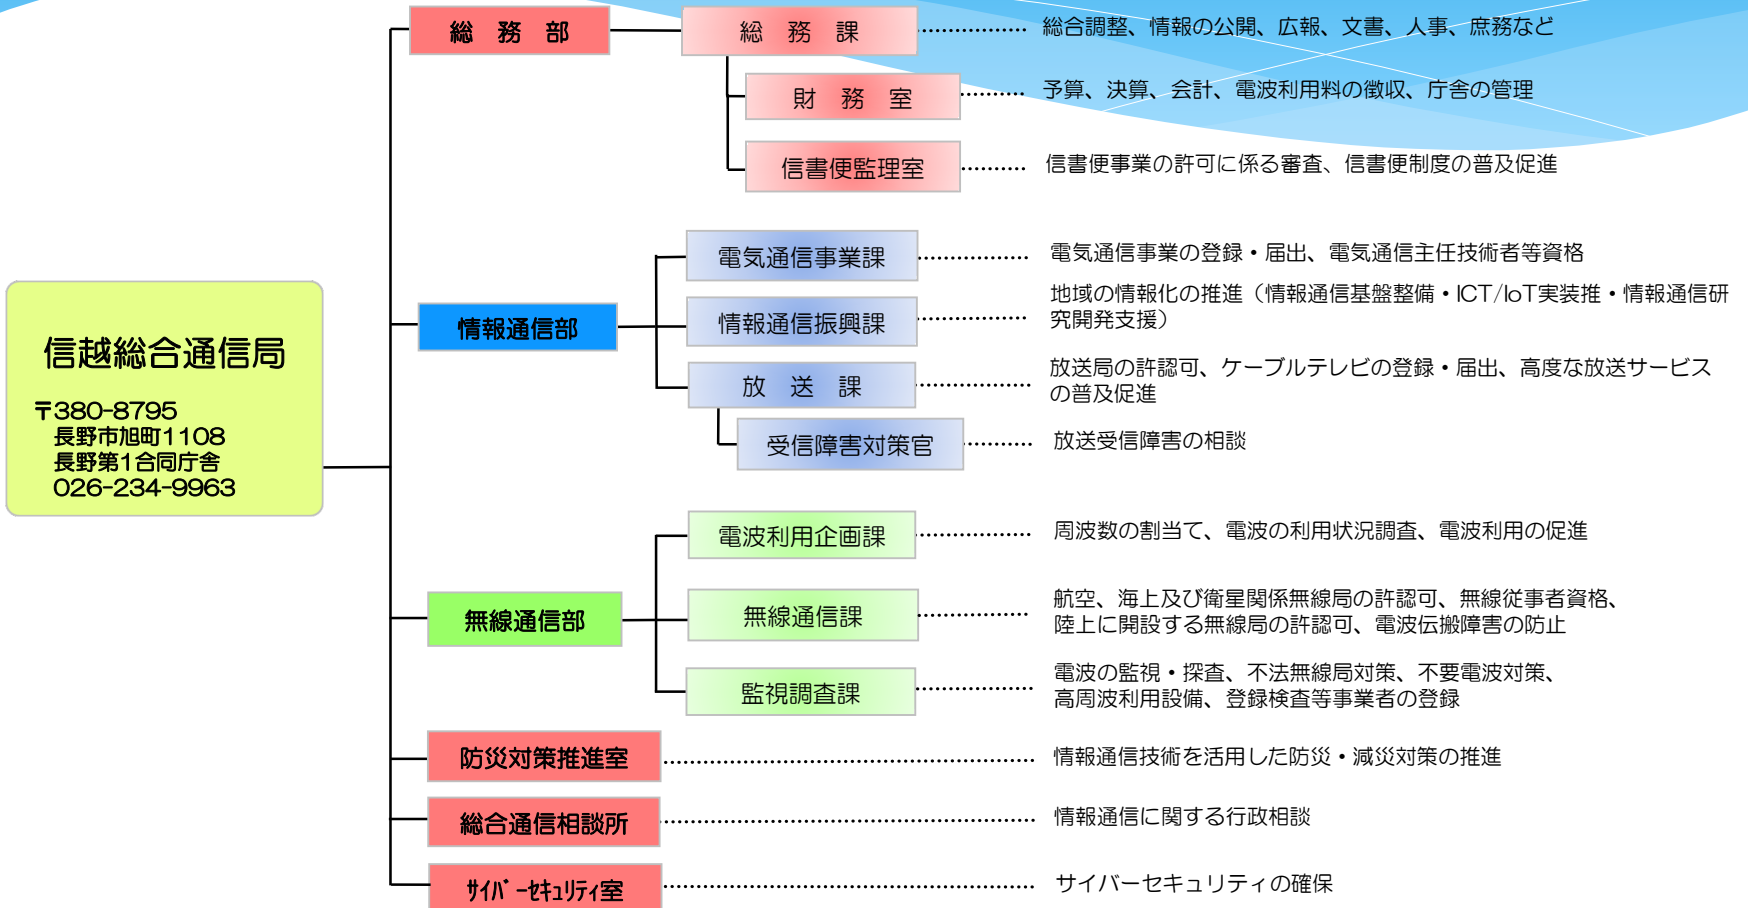 信越総合通信局
〒380-8795
長野市旭町1108
長野第1合同庁舎
026-234-9963
総　務　部
総　務　課
総合調整、情報の公開、広報、文書、人事、庶務など
財　務　室
予算、決算、会計、電波利用料の徴収、庁舎の管理
信書便監理室
信書便事業の許可に係る審査、信書便制度の普及促進
情報通信部
電気通信事業課
電気通信事業の登録・届出、電気通信主任技術者等資格
情報通信振興課
地域の情報化の推進（情報通信基盤整備・ICT/IoT実装推・情報通信研
究開発支援）
放　送　課
放送局の許認可、ケーブルテレビの登録・届出、高度な放送サービス
の普及促進
受信障害対策官
放送受信障害の相談
無線通信部
電波利用企画課
周波数の割当て、電波の利用状況調査、電波利用の促進
無線通信課
航空、海上及び衛星関係無線局の許認可、無線従事者資格、
陸上に開設する無線局の許認可、電波伝搬障害の防止
監視調査課
電波の監視・探査、不法無線局対策、不要電波対策、
高周波利用設備、登録検査等事業者の登録
防災対策推進室
情報通信技術を活用した防災・減災対策の推進
総合通信相談所
情報通信に関する行政相談
ｻｲﾊﾞｰｾｷｭﾘﾃｨ室
サイバーセキュリティの確保